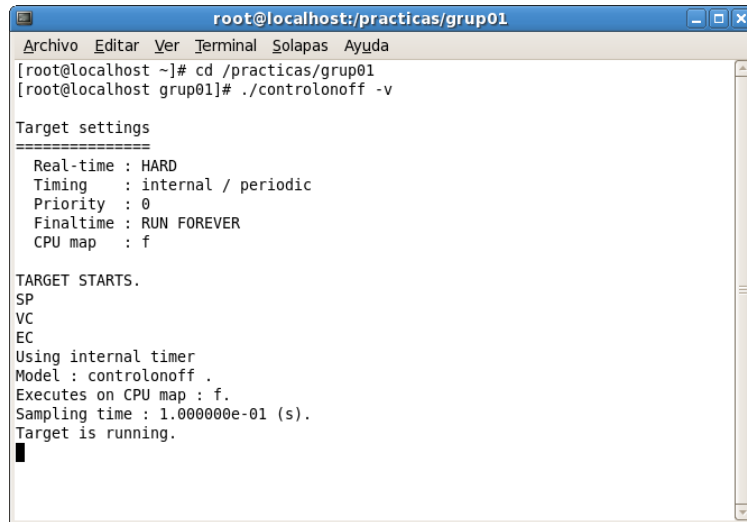 root@localhost:/practicas/grup01
Archivo Editar Ver Terminal Solapas Ayuda
[root@localhost ~]# cd /practicas/grup01
[root@localhost grup01]# ./controlonoff -v
Target settings
===============
  Real-time : HARD
  Timing    : internal / periodic
  Priority  : 0
  Finaltime : RUN FOREVER
  CPU map   : f
TARGET STARTS.
SP
VC
EC
Using internal timer
Model : controlonoff .
Executes on CPU map : f.
Sampling time : 1.000000e-01 (s).
Target is running.